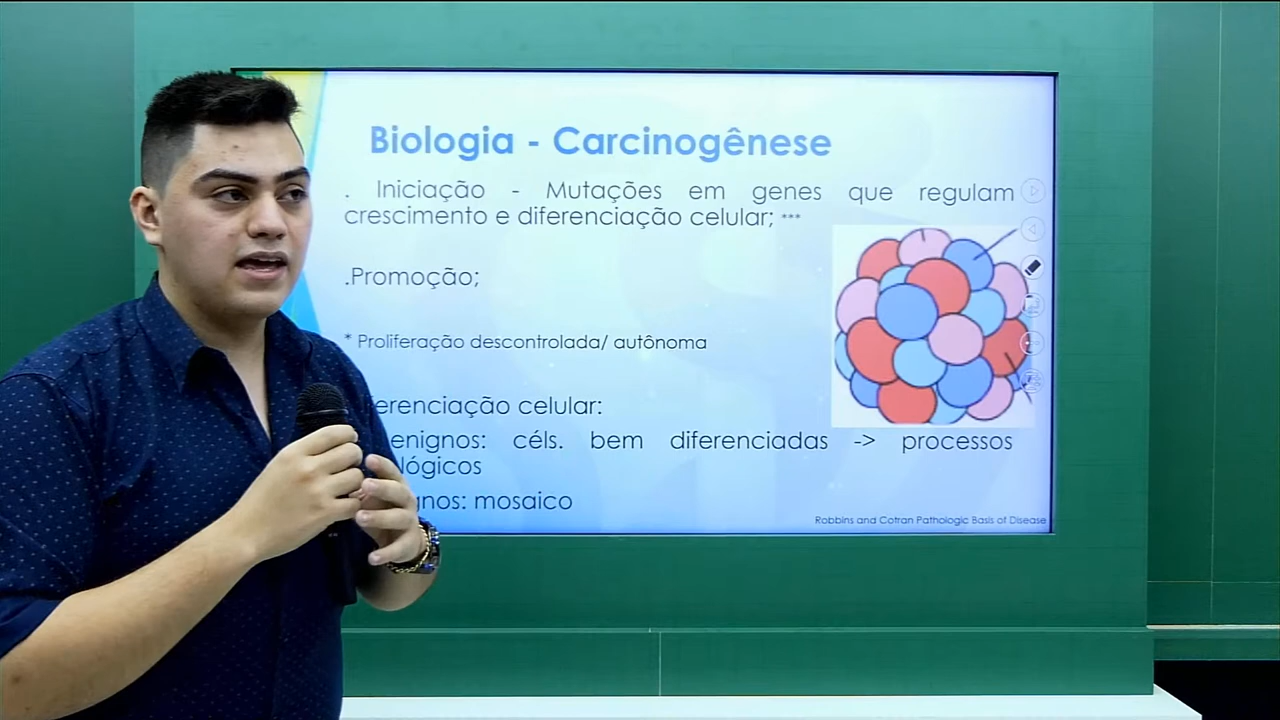 Biologia - Carcinogênese
. Iniciação - Mutações em genes que regulam
crescimento e diferenciação celular; ***
.Promoção;
* Proliferação descontrolada/ autônoma
erenciação celular:
enignos: céls. bem diferenciadas -> processos
lógicos
gnos: mosaico
Robbins and Cotran Pathologic Basis of Disease